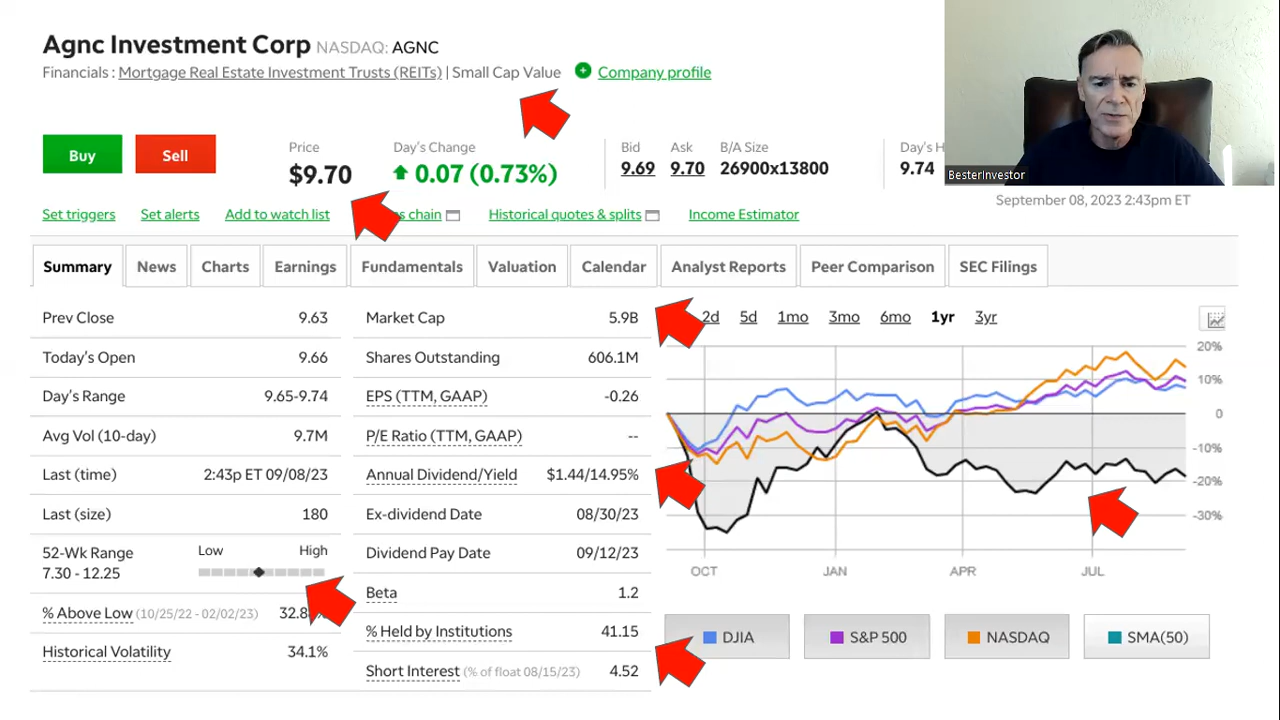 Agnc Investment Corp NASDAQ: AGNC
Financials : Mortgage Real Estate Investment Trusts (REITs) | Small Cap Value Company profile
Buy
Sell
Price
$9.70
Day's Change
0.07 (0.73%)
Bid
9.69
Ask
9.70
B/A Size
26900x13800
Day's H
9.74
BesterInvestor
September 08, 2023 2:43pm ET
Set triggers
Set alerts
Add to watch list
chain
Historical quotes & splits
Income Estimator
Summary
News
Charts
Earnings
Fundamentals
Valuation
Calendar
Analyst Reports
Peer Comparison
SEC Filings
Prev Close 9.63
Today's Open 9.66
Day's Range 9.65-9.74
Avg Vol (10-day) 9.7M
Last (time) 2:43p ET 09/08/23
Last (size) 180
52-Wk Range Low High
7.30 - 12.25
% Above Low (10/25/22 - 02/02/23)
Historical Volatility 34.1%
Market Cap 5.9B
Shares Outstanding 606.1M
EPS (TTM, GAAP) -0.26
P/E Ratio (TTM, GAAP) --
Annual Dividend/Yield $1.44/14.95%
Ex-dividend Date 08/30/23
Dividend Pay Date 09/12/23
Beta 1.2
% Held by Institutions 41.15
Short Interest (% of float 08/15/23) 4.52
2d 5d 1mo 3mo 6mo 1yr 3yr
20%
10%
0
-10%
-20%
-30%
OCT JAN APR JUL
DJIA
S&P 500
NASDAQ
SMA(50)